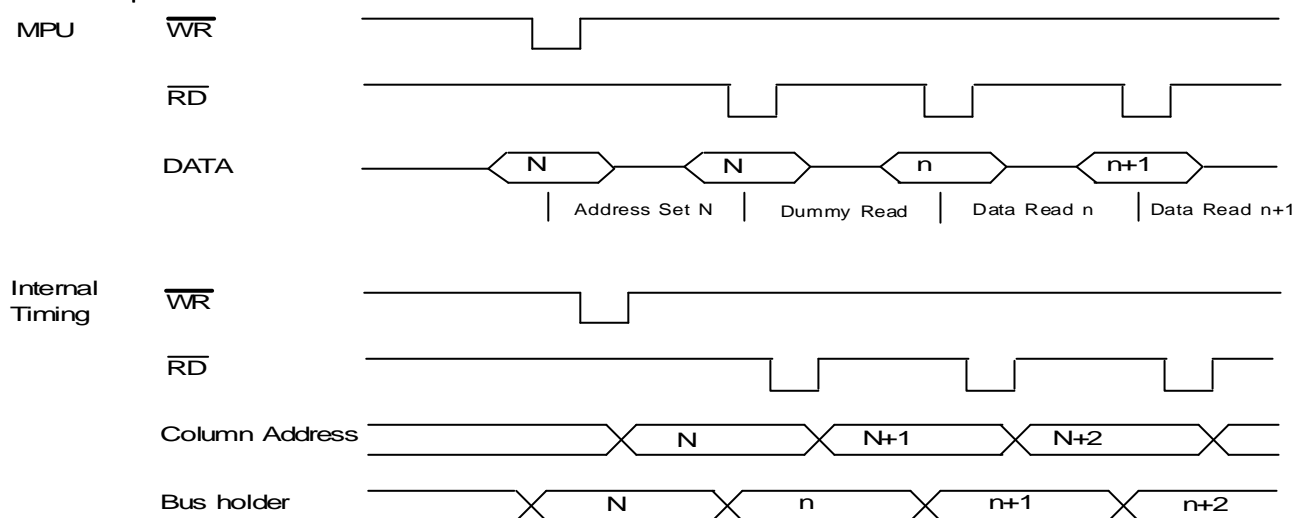 MPU WR
RD
DATA N N n n+1
Address Set N Dummy Read Data Read n Data Read n+1
Internal
Timing
WR
RD
Column Address N N+1 N+2
Bus holder N n n+1 n+2